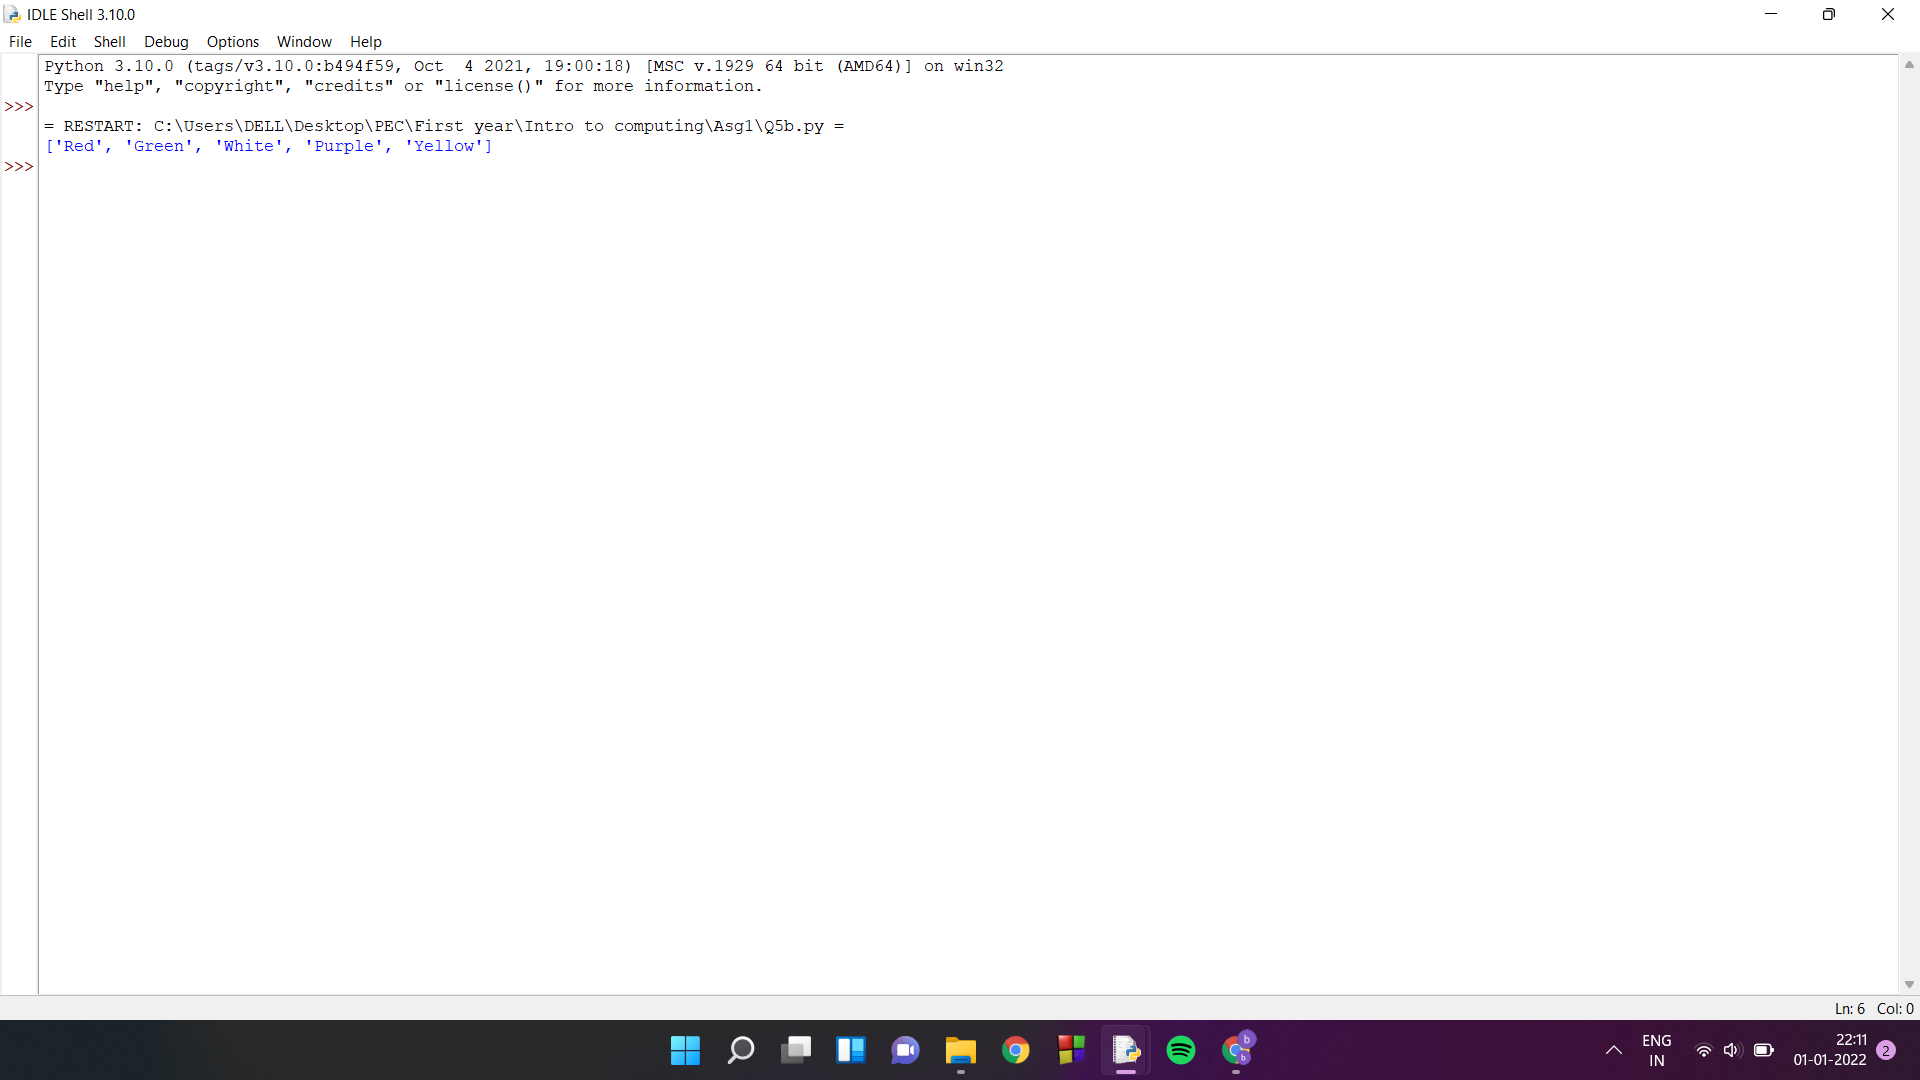 IDLE Shell 3.10.0
File Edit Shell Debug Options Window Help
Python 3.10.0 (tags/v3.10.0:b494f59, Oct  4 2021, 19:00:18) [MSC v.1929 64 bit (AMD64)] on win32
Type "help", "copyright", "credits" or "license()" for more information.
>>>
= RESTART: C:\Users\DELL\Desktop\PEC\First year\Intro to computing\Asg1\Q5b.py =
['Red', 'Green', 'White', 'Purple', 'Yellow']
>>>
Ln: 6 Col: 0
b
b
ENG
IN
22:11
01-01-2022
2